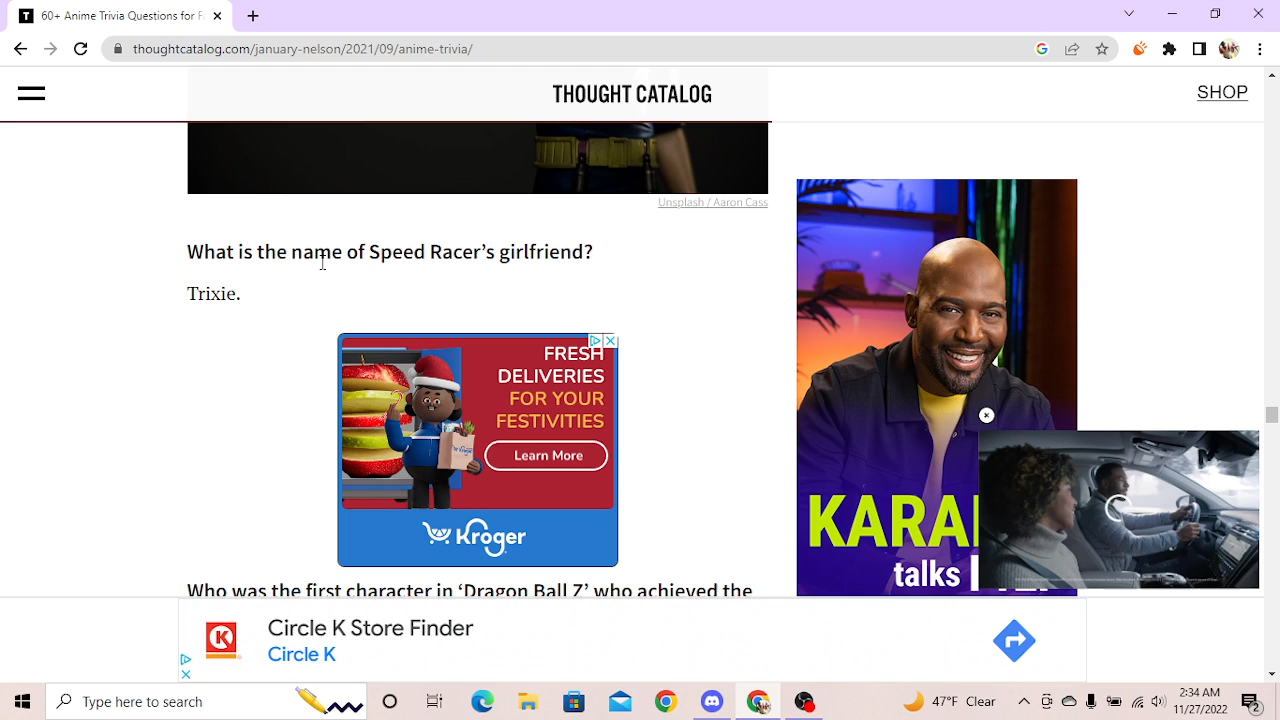 60+ Anime Trivia Questions for F
thoughtcatalog.com/january-nelson/2021/09/anime-trivia/
THOUGHT CATALOG
SHOP
Unsplash / Aaron Cass
What is the name of Speed Racer’s girlfriend?
Trixie.
FRESH
DELIVERIES
FOR YOUR
FESTIVITIES
Learn More
Kroger
KARA
talks
Who was the first character in ‘Dragon Ball Z’ who achieved the
Circle K Store Finder
Circle K
Type here to search
47°F Clear
2:34 AM
11/27/2022
2